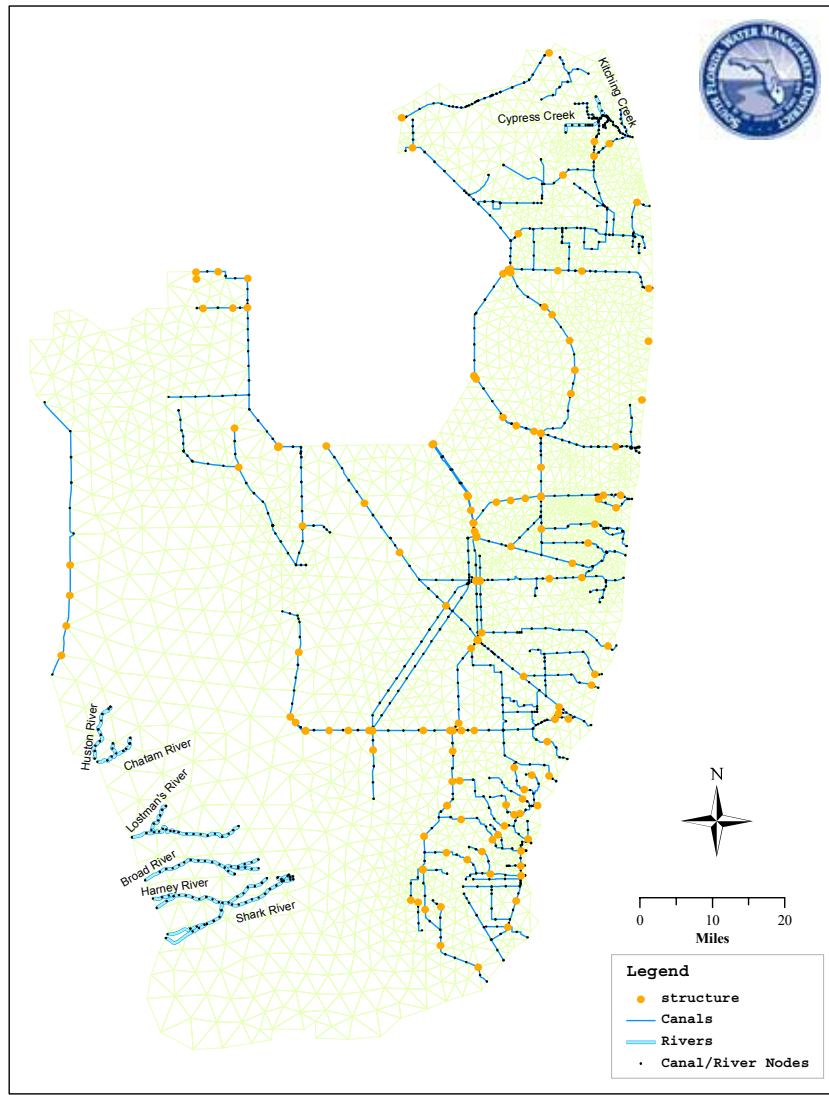 SOUTH FLORIDA WATER MANAGEMENT DISTRICT
Kitching Creek
Cypress Creek
Huston River
Chatam River
Lostman's River
Broad River
Harney River
Shark River
N
0 10 20
Miles
Legend
structure
Canals
Rivers
Canal/River Nodes